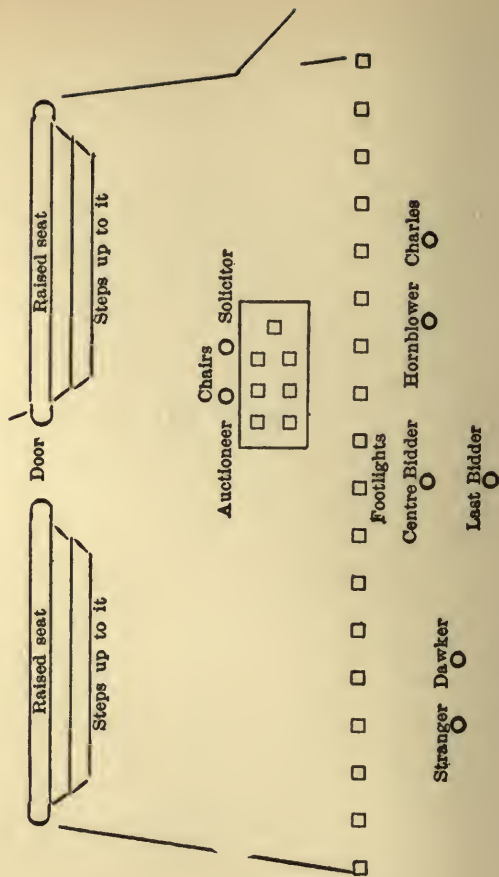 Raised seat Door Raised seat
Steps up to it Steps up to it
Chairs
Auctioneer Solicitor
Footlights
Centre Bidder Hornblower Charles
Stranger Dawker
Last Bidder